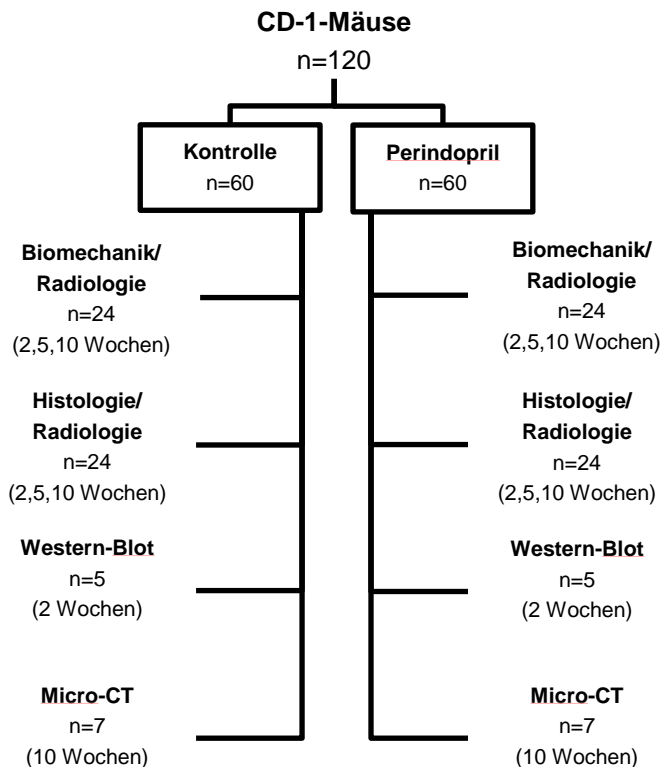 CD-1-Mäuse
n=120
Kontrolle
n=60
Perindopril
n=60
Biomechanik/
Radiologie
n=24
(2,5,10 Wochen)
Histologie/
Radiologie
n=24
(2,5,10 Wochen)
Western-Blot
n=5
(2 Wochen)
Micro-CT
n=7
(10 Wochen)
Biomechanik/
Radiologie
n=24
(2,5,10 Wochen)
Histologie/
Radiologie
n=24
(2,5,10 Wochen)
Western-Blot
n=5
(2 Wochen)
Micro-CT
n=7
(10 Wochen)